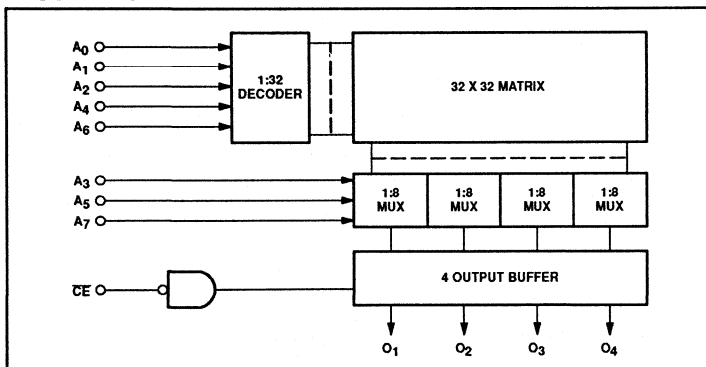 A0
A1
A2
A4
A6
1:32
DECODER
32 X 32 MATRIX
A3
A5
A7
1:8
MUX
1:8
MUX
1:8
MUX
1:8
MUX
CE
4 OUTPUT BUFFER
O1
O2
O3
O4